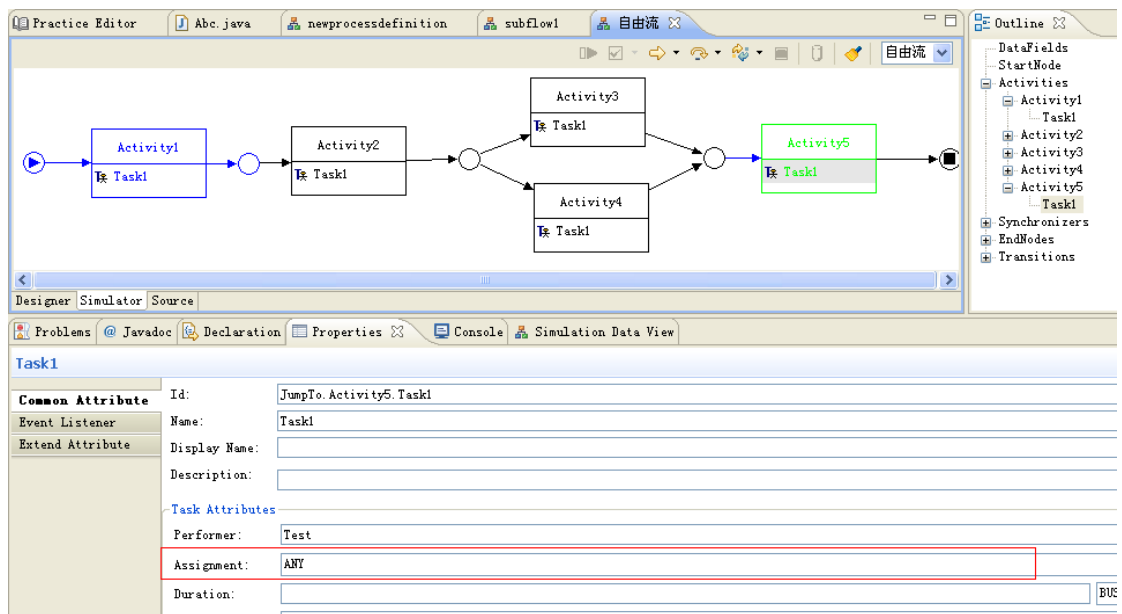 Practice Editor
Abc.java
newprocessdefinition
subflow1
自由流
Outline
自由流
DataFields
StartNode
Activities
Activity1
Task1
Activity2
Activity3
Activity4
Activity5
Task1
Synchronizers
EndNodes
Transitions
Activity1
Task1
Activity2
Task1
Activity3
Task1
Activity4
Task1
Activity5
Task1
Designer Simulator Source
Problems @ Javadoc Declaration Properties Console Simulation Data View
Task1
Common Attribute
Event Listener
Extend Attribute
Id: JumpTo.Activity5.Task1
Name: Task1
Display Name:
Description:
Task Attributes
Performer: Test
Assignment: ANY
Duration: BUS